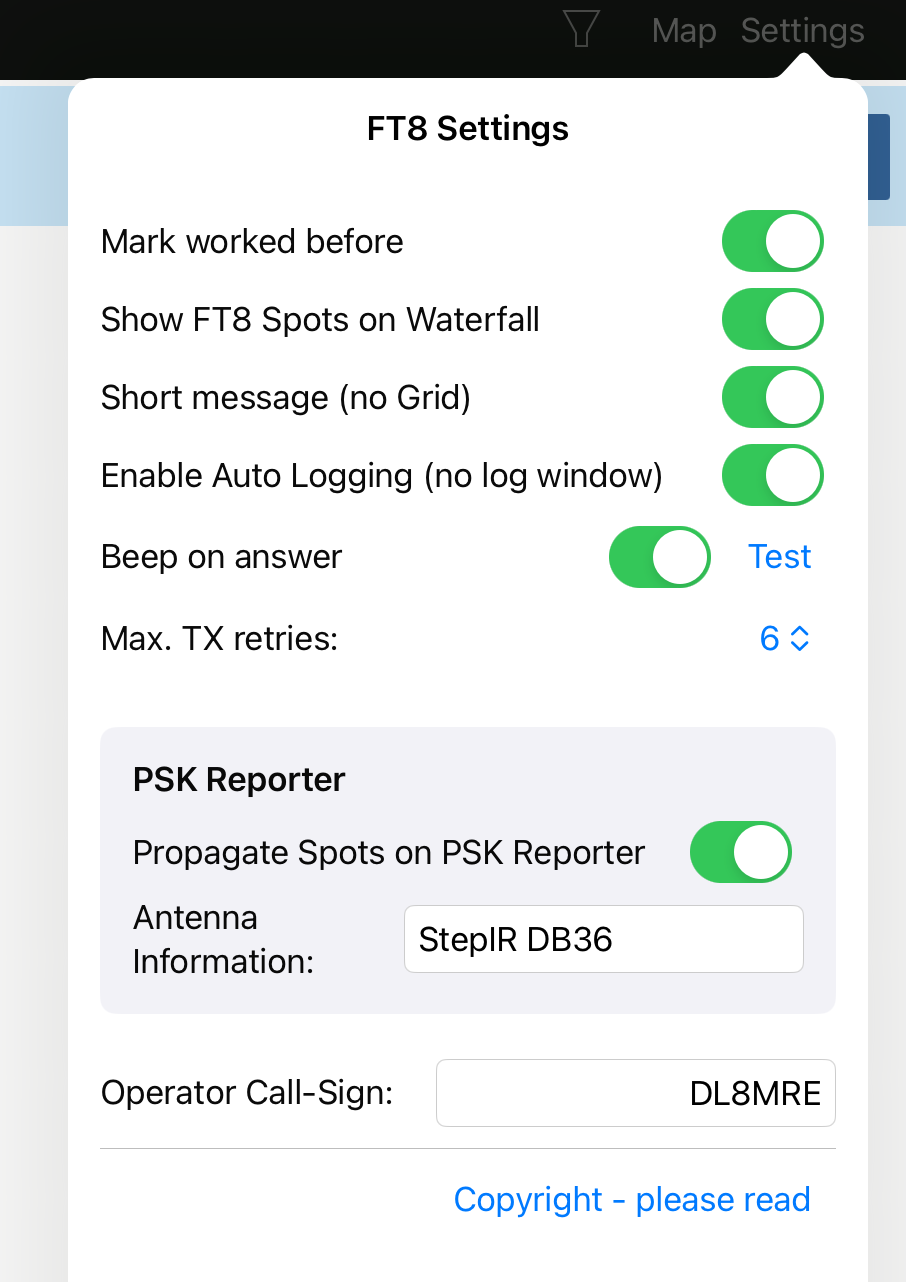 Map Settings
FT8 Settings
Mark worked before
Show FT8 Spots on Waterfall
Short message (no Grid)
Enable Auto Logging (no log window)
Beep on answer Test
Max. TX retries: 6
PSK Reporter
Propagate Spots on PSK Reporter
Antenna
Information: StepIR DB36
Operator Call-Sign: DL8MRE
Copyright - please read